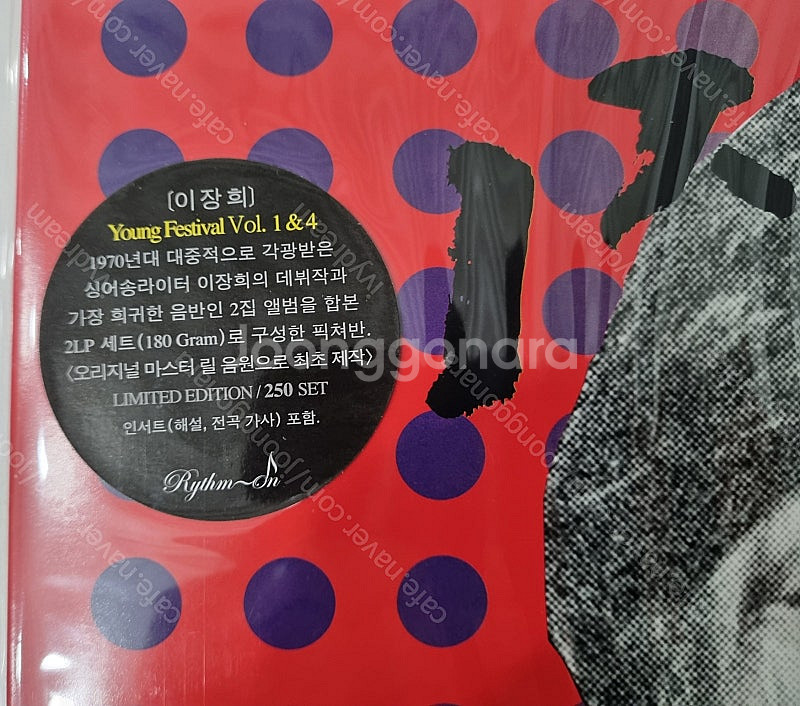 [이장희]
Young Festival Vol. 1 & 4
1970년대 대중적으로 각광받은
싱어송라이터 이장희의 데뷔작과
가장 희귀한 음반인 2집 앨범을 합본
2LP 세트(180 Gram)로 구성한 픽쳐반.
<오리지널 마스터 릴 음원으로 최초 제작>
LIMITED EDITION / 250 SET
인서트(해설, 전곡 가사) 포함.
Rythm~On
Joonggonara
cafe.naver.com/joonggonara
ivydream